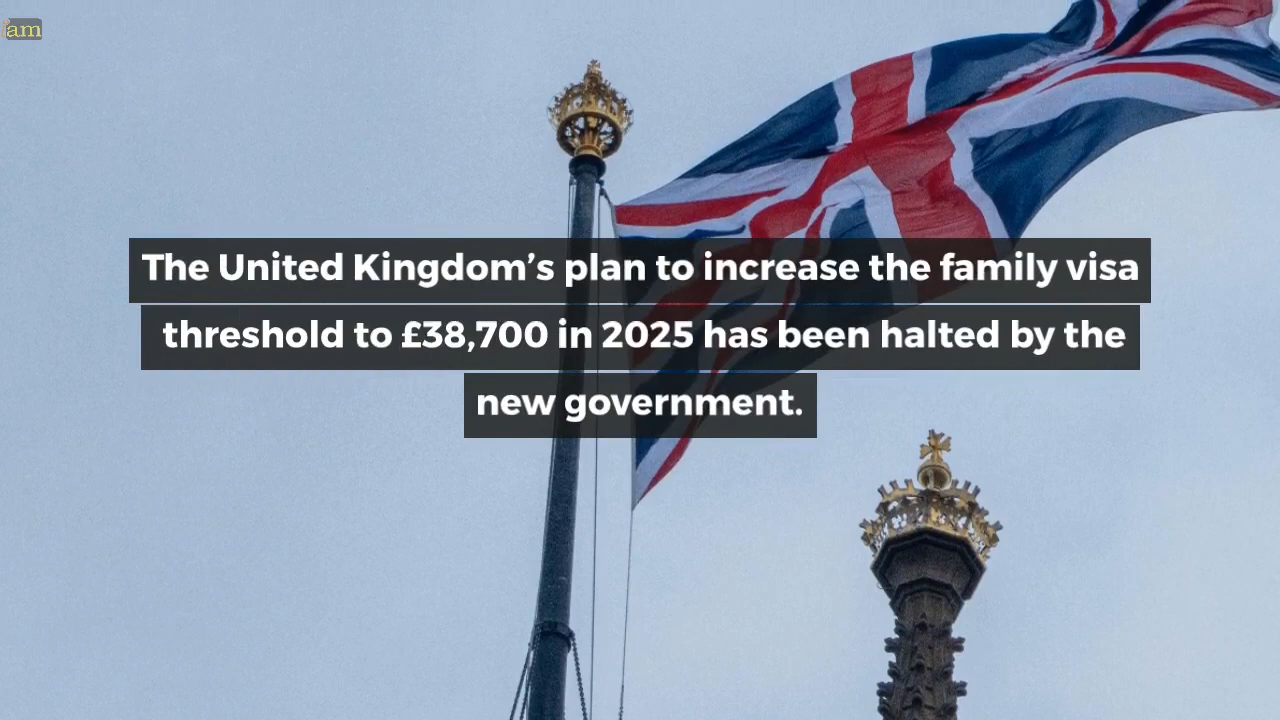 iam
The United Kingdom’s plan to increase the family visa
threshold to £38,700 in 2025 has been halted by the
new government.